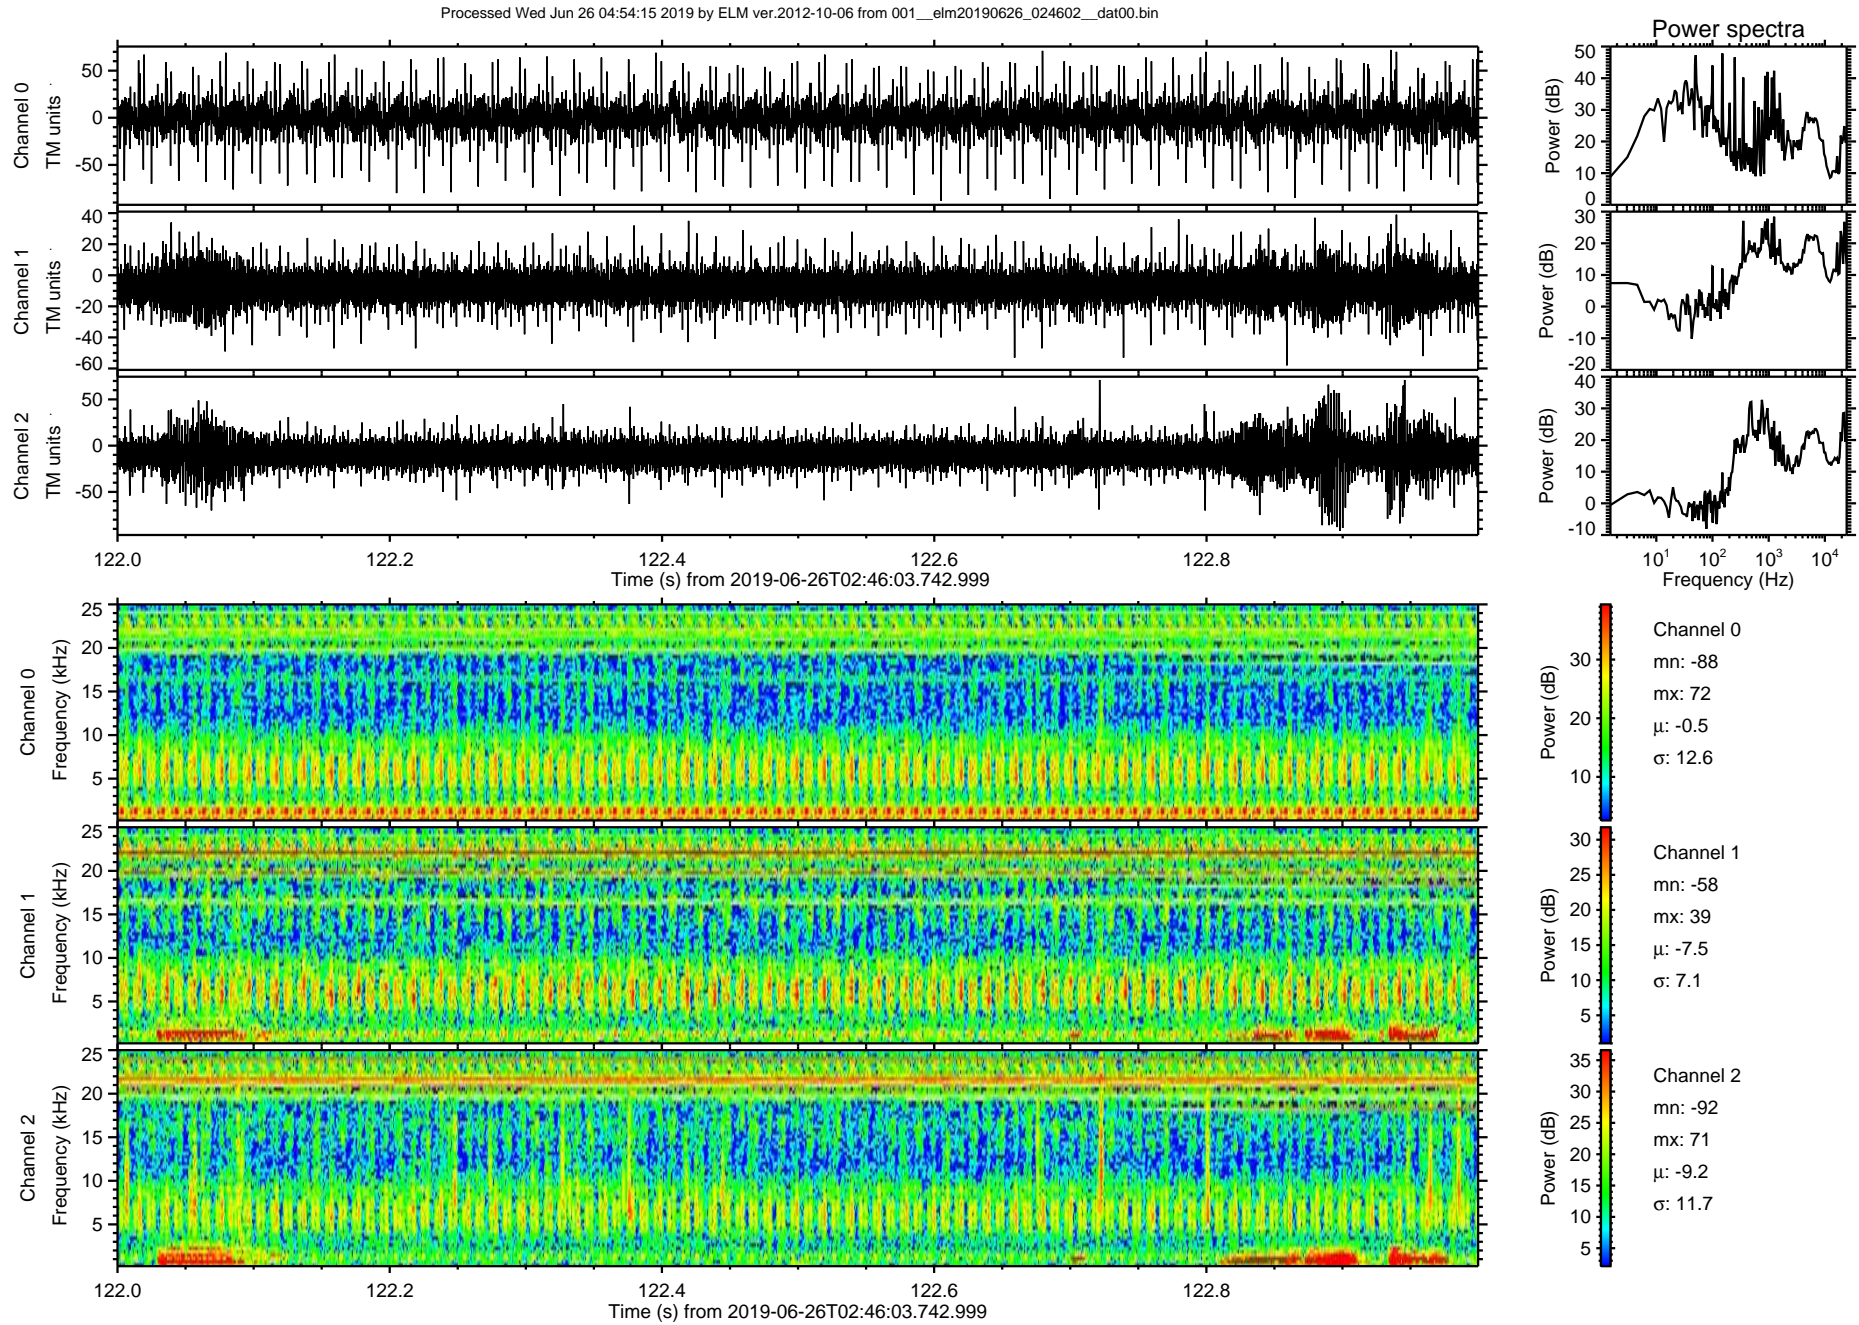 Processed Wed Jun 26 04:54:15 2019 by ELM ver.2012-10-06 from 001__elm20190626_024602__dat00.bin
Power spectra
Channel 0
TM units
50
0
-50
Power (dB)
50
40
30
20
10
0
Channel 1
TM units
40
20
0
-20
-40
-60
Power (dB)
30
20
10
0
-10
-20
Channel 2
TM units
50
0
-50
Power (dB)
40
30
20
10
0
-10
122.0 122.2 122.4 122.6 122.8
Time (s) from 2019-06-26T02:46:03.742.999
10^1 10^2 10^3 10^4
Frequency (Hz)
Channel 0
Frequency (kHz)
25
20
15
10
5
Power (dB)
30
20
10
Channel 0
mn: -88
mx: 72
μ: -0.5
σ: 12.6
Channel 1
Frequency (kHz)
25
20
15
10
5
Power (dB)
30
25
20
15
10
5
Channel 1
mn: -58
mx: 39
μ: -7.5
σ: 7.1
Channel 2
Frequency (kHz)
25
20
15
10
5
Power (dB)
35
30
25
20
15
10
5
Channel 2
mn: -92
mx: 71
μ: -9.2
σ: 11.7
122.0 122.2 122.4 122.6 122.8
Time (s) from 2019-06-26T02:46:03.742.999